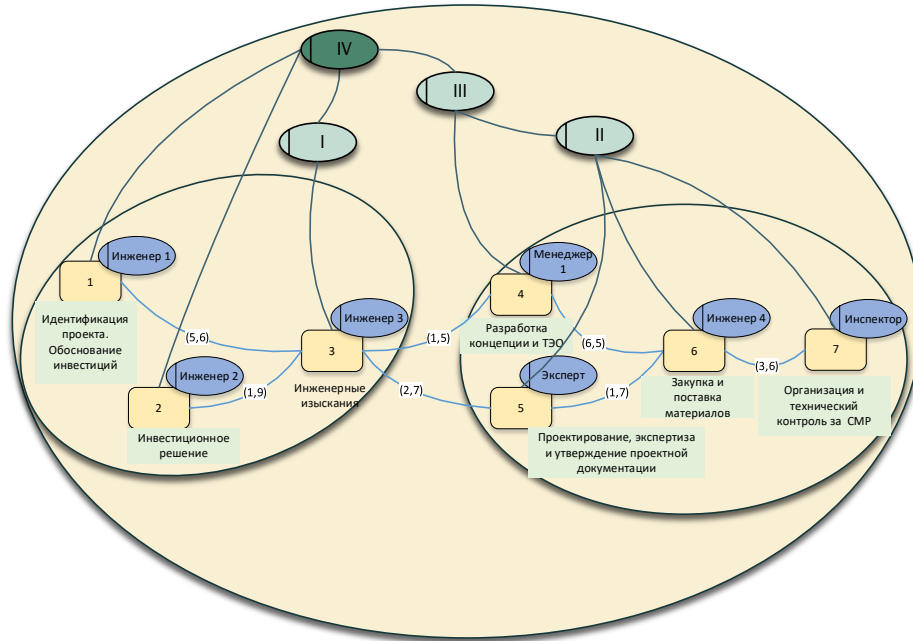 IV
III
I
II
Инженер 1
1
Идентификация
проекта.
Обоснование
инвестиций
(5,6)
Инженер 2
2
Инвестиционное
решение
(1,9)
Инженер 3
3
Инженерные
изыскания
(1,5)
(2,7)
Менеджер
1
4
Разработка
концепции и ТЭО
(6,5)
Эксперт
5
Проектирование, экспертиза
и утверждение проектной
документации
(1,7)
Инженер 4
6
Закупка и
поставка
материалов
(3,6)
Инспектор
7
Организация и
технический
контроль за СМР